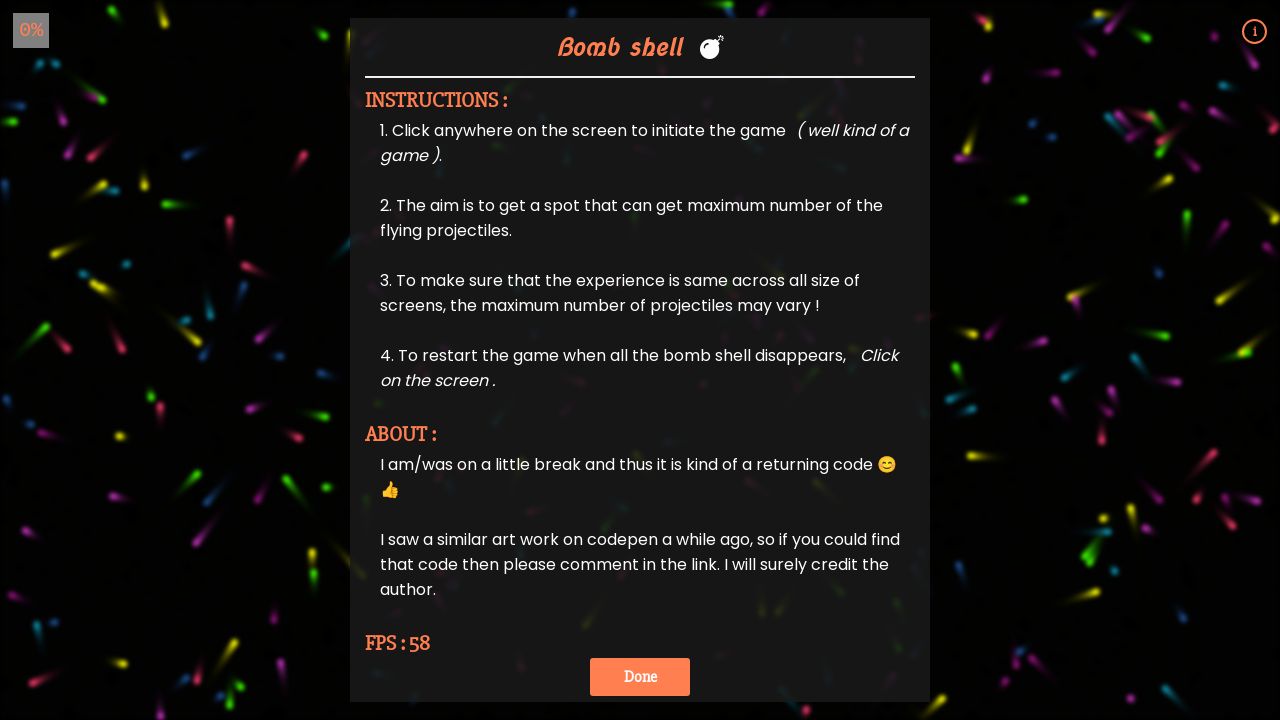 0%
i
Bomb shell 💣
INSTRUCTIONS :
1. Click anywhere on the screen to initiate the game ( well kind of a
game ).
2. The aim is to get a spot that can get maximum number of the
flying projectiles.
3. To make sure that the experience is same across all size of
screens, the maximum number of projectiles may vary !
4. To restart the game when all the bomb shell disappears, Click
on the screen .
ABOUT :
I am/was on a little break and thus it is kind of a returning code 😊
👍
I saw a similar art work on codepen a while ago, so if you could find
that code then please comment in the link. I will surely credit the
author.
FPS : 58
Done